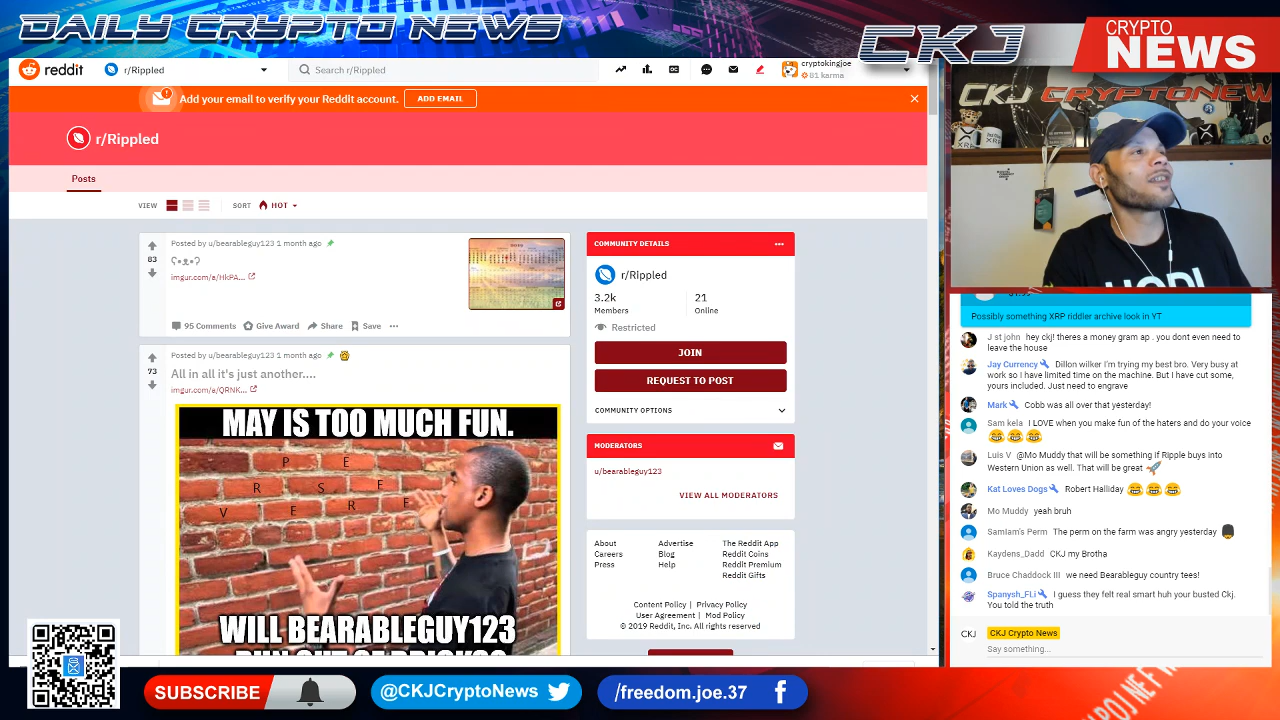 DAILY CRYPTO NEWS
CKJ
CRYPTO
NEWS
reddit
r/Rippled
Search r/Rippled
cryptokingjoe
81 karma
Add your email to verify your Reddit account.
ADD EMAIL
r/Rippled
Posts
VIEW
SORT
HOT
Posted by u/bearableguy123 1 month ago
83
ʕ•ᴥ•ʔ
imgur.com/a/HkPA...
95 Comments
Give Award
Share
Save
Posted by u/bearableguy123 1 month ago
73
All in all it's just another....
imgur.com/a/QRNK...
MAY IS TOO MUCH FUN.
P E
R S F
V E R E
WILL BEARABLEGUY123
COMMUNITY DETAILS
r/Rippled
3.2k
21
Members
Online
Restricted
JOIN
REQUEST TO POST
COMMUNITY OPTIONS
MODERATORS
u/bearableguy123
VIEW ALL MODERATORS
About
Advertise
The Reddit App
Careers
Blog
Reddit Coins
Press
Help
Reddit Premium
Reddit Gifts
Content Policy | Privacy Policy
User Agreement | Mod Policy
© 2019 Reddit, Inc. All rights reserved
CKJ CRYPTONEW
XRP
Possibly something XRP riddler archive look in YT
J st john hey ckj! theres a money gram ap . you dont even need to
leave the house
Jay Currency Dillon wilker I'm trying my best bro. Very busy at
work so I have limited time on the machine. But I have cut some,
yours included. Just need to engrave
Mark Cobb was all over that yesterday!
Sam kela I LOVE when you make fun of the haters and do your voice
Luis V @Mo Muddy that will be something if Ripple buys into
Western Union as well. That will be great
Kat Loves Dogs Robert Halliday
Mo Muddy yeah bruh
SamIam's Perm The perm on the farm was angry yesterday
Kaydens_Dadd CKJ my Brotha
Bruce Chaddock III we need Bearableguy country tees!
Spanysh_FLi I guess they felt real smart huh your busted Ckj.
You told the truth
CKJ
CKJ Crypto News
Say something...
SUBSCRIBE
@CKJCryptoNews
/freedom.joe.37